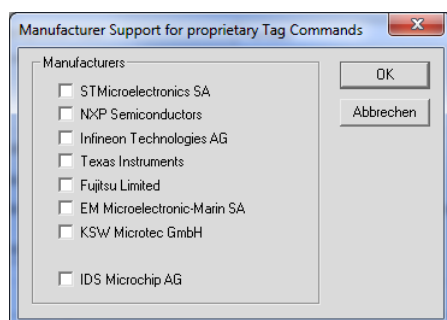 Manufacturer Support for proprietary Tag Commands
Manufacturers
STMicroelectronics SA
NXP Semiconductors
Infineon Technologies AG
Texas Instruments
Fujitsu Limited
EM Microelectronic-Marin SA
KSW Microtec GmbH
IDS Microchip AG
OK
Abbrechen